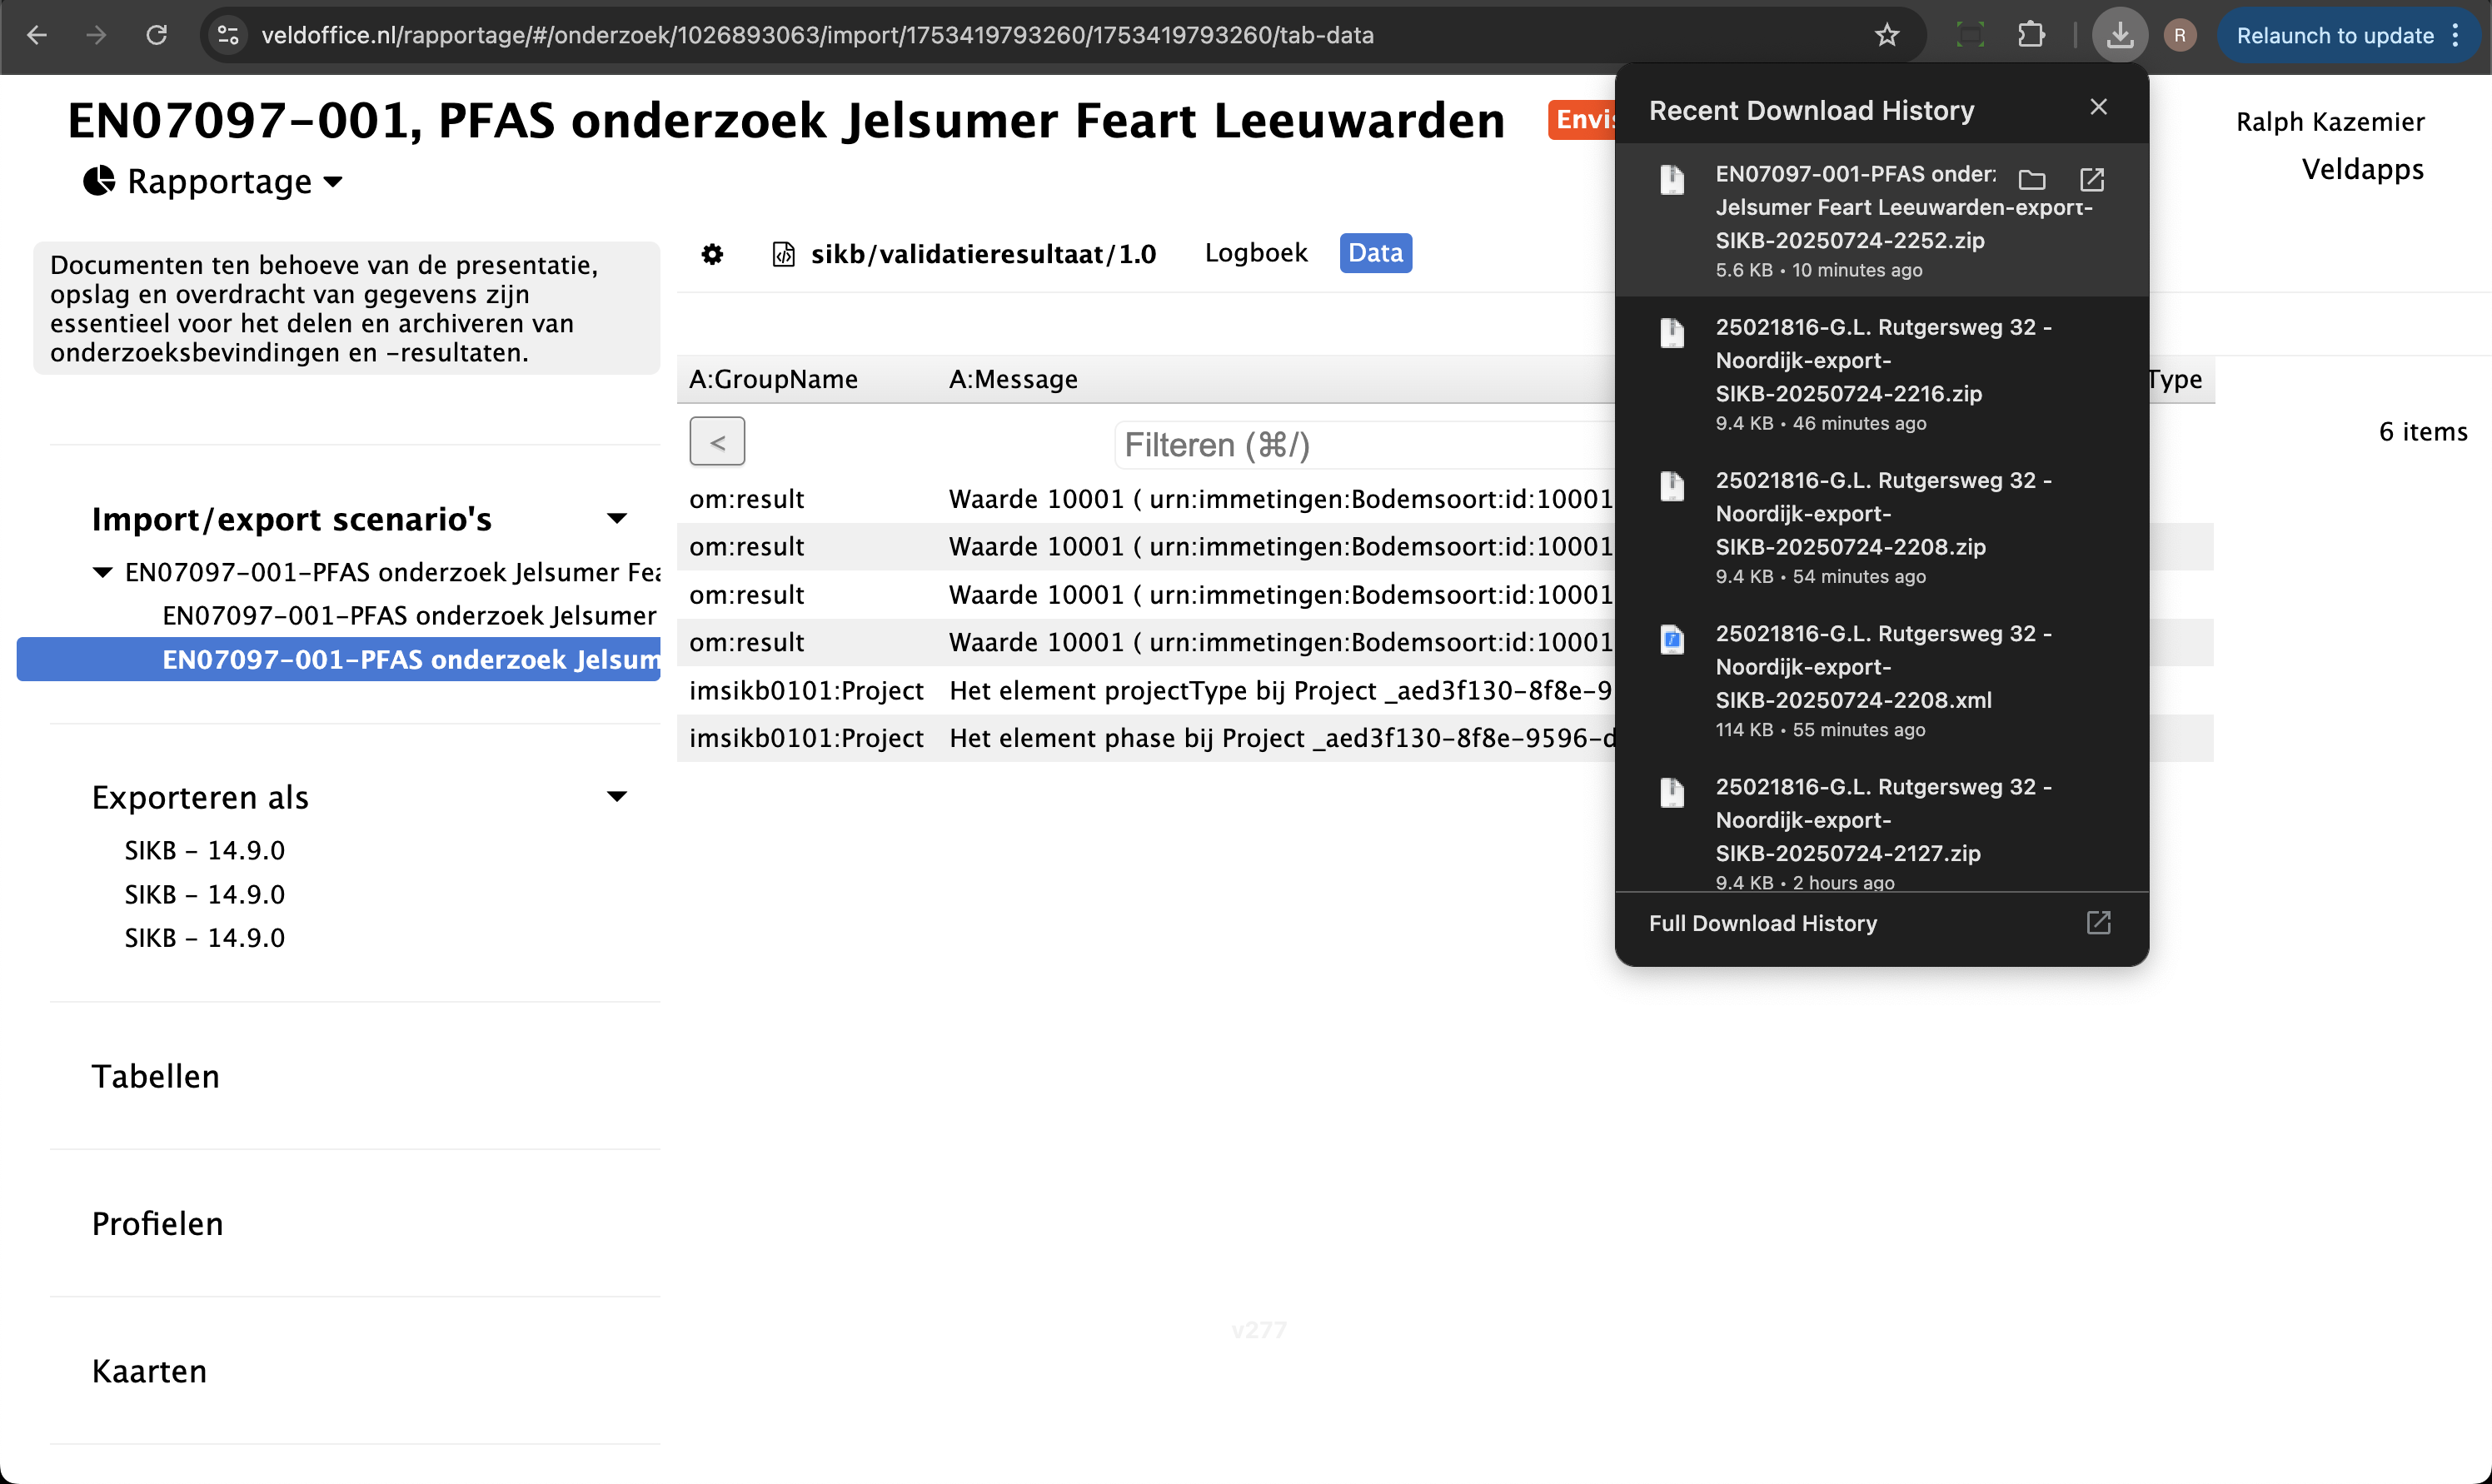 veldoffice.nl/rapportage/#/onderzoek/1026893063/import/1753419793260/1753419793260/tab-data
R
Relaunch to update
EN07097-001, PFAS onderzoek Jelsumer Feart Leeuwarden
Ralph Kazemier
Veldapps
Rapportage
Documenten ten behoeve van de presentatie,
opslag en overdracht van gegevens zijn
essentieel voor het delen en archiveren van
onderzoeksbevindingen en -resultaten.
sikb/validatieresultaat/1.0 Logboek Data
A:GroupName A:Message Type
< Filteren (⌘/) 6 items
om:result Waarde 10001 ( urn:immetingen:Bodemsoort:id:10001
om:result Waarde 10001 ( urn:immetingen:Bodemsoort:id:10001
om:result Waarde 10001 ( urn:immetingen:Bodemsoort:id:10001
om:result Waarde 10001 ( urn:immetingen:Bodemsoort:id:10001
imsikb0101:Project Het element projectType bij Project _aed3f130-8f8e-9
imsikb0101:Project Het element phase bij Project _aed3f130-8f8e-9596-d
Import/export scenario's
EN07097-001-PFAS onderzoek Jelsumer Fea
EN07097-001-PFAS onderzoek Jelsumer
EN07097-001-PFAS onderzoek Jelsum
Exporteren als
SIKB - 14.9.0
SIKB - 14.9.0
SIKB - 14.9.0
Tabellen
Profielen
Kaarten
v277
Recent Download History
EN07097-001-PFAS onder
Jelsumer Feart Leeuwarden-export-
SIKB-20250724-2252.zip
5.6 KB • 10 minutes ago
25021816-G.L. Rutgersweg 32 -
Noordijk-export-
SIKB-20250724-2216.zip
9.4 KB • 46 minutes ago
25021816-G.L. Rutgersweg 32 -
Noordijk-export-
SIKB-20250724-2208.zip
9.4 KB • 54 minutes ago
25021816-G.L. Rutgersweg 32 -
Noordijk-export-
SIKB-20250724-2208.xml
114 KB • 55 minutes ago
25021816-G.L. Rutgersweg 32 -
Noordijk-export-
SIKB-20250724-2127.zip
9.4 KB • 2 hours ago
Full Download History